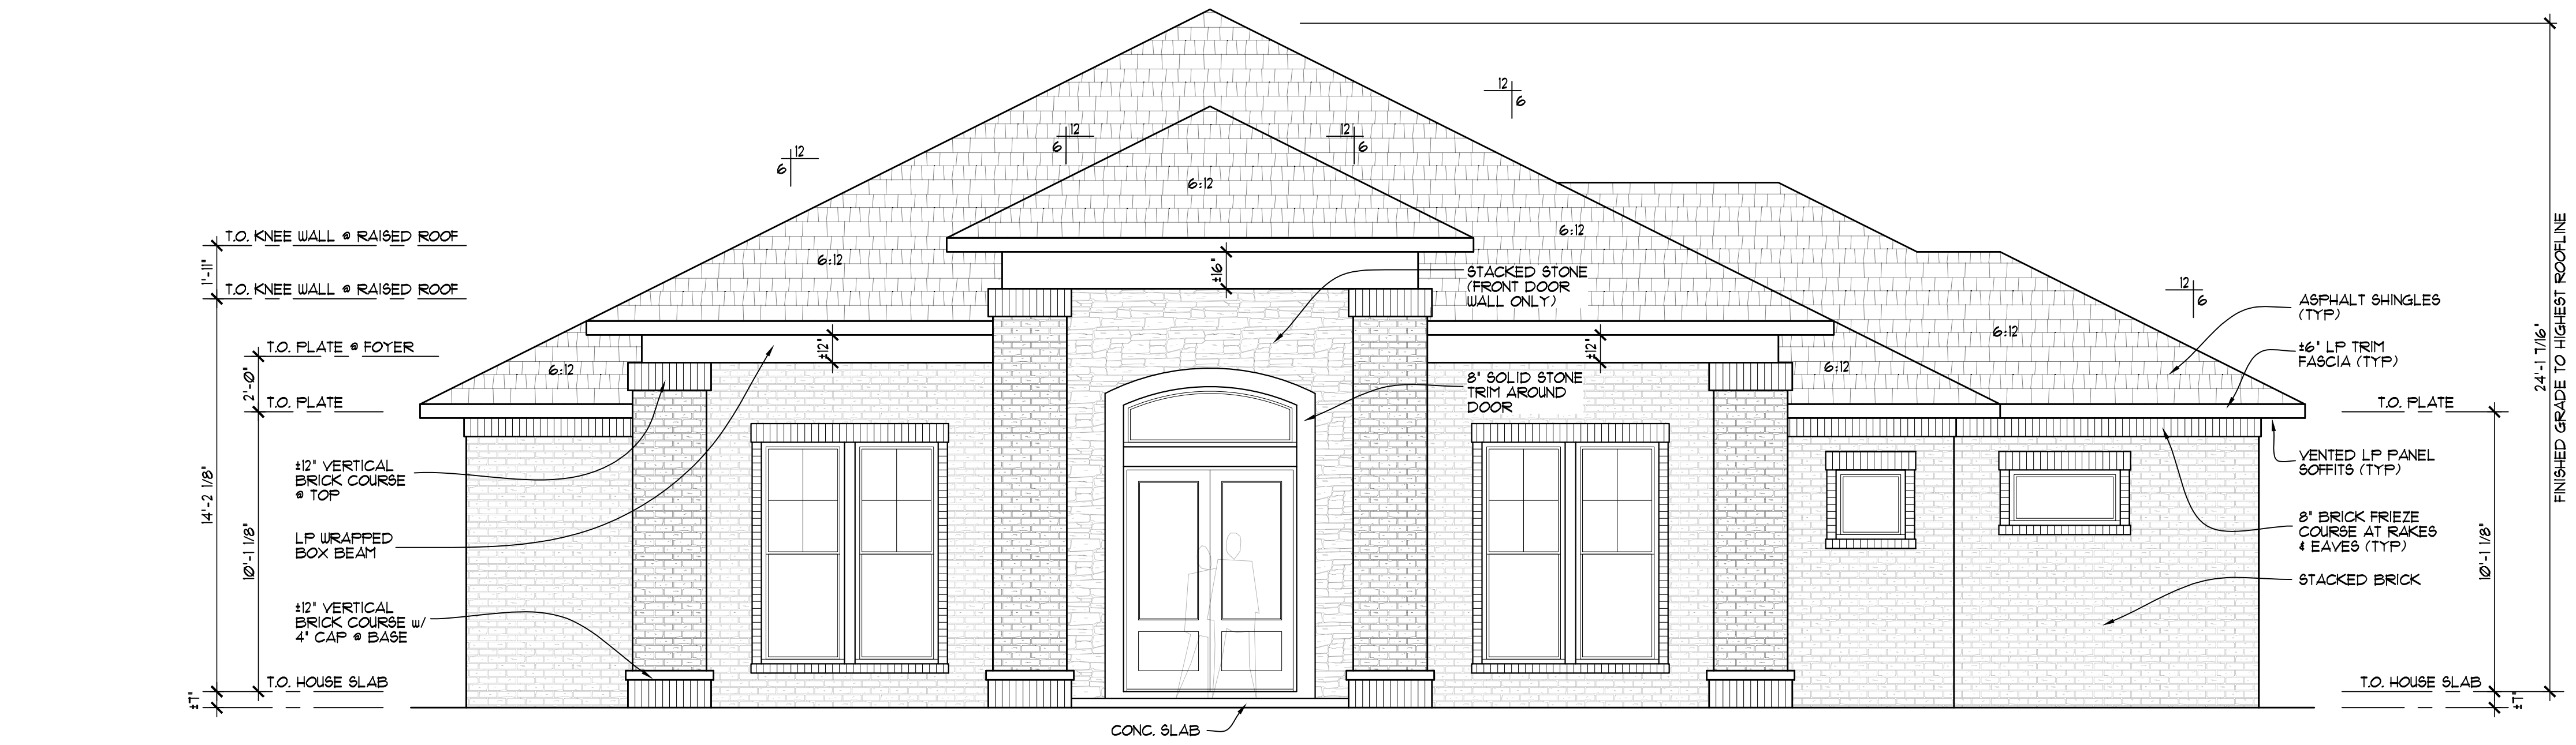 12
6
12
6
12
6
12
6
6:12
6:12
6:12
T.O. KNEE WALL @ RAISED ROOF
1'-11"
T.O. KNEE WALL @ RAISED ROOF
±16"
STACKED STONE
(FRONT DOOR
WALL ONLY)
12
6
ASPHALT SHINGLES
(TYP)
6:12
T.O. PLATE @ FOYER
±12"
±12"
±6" LP TRIM
FASCIA (TYP)
6:12
6:12
2'-0"
T.O. PLATE
8" SOLID STONE
TRIM AROUND
DOOR
T.O. PLATE
24'-1 7/16"
FINISHED GRADE TO HIGHEST ROOFLINE
±12" VERTICAL
BRICK COURSE
@ TOP
VENTED LP PANEL
SOFFITS (TYP)
14'-2 1/8"
10'-1 1/8"
LP WRAPPED
BOX BEAM
8" BRICK FRIEZE
COURSE AT RAKES
& EAVES (TYP)
10'-1 1/8"
STACKED BRICK
±12" VERTICAL
BRICK COURSE w/
4" CAP @ BASE
T.O. HOUSE SLAB
T.O. HOUSE SLAB
±7"
±7"
CONC. SLAB